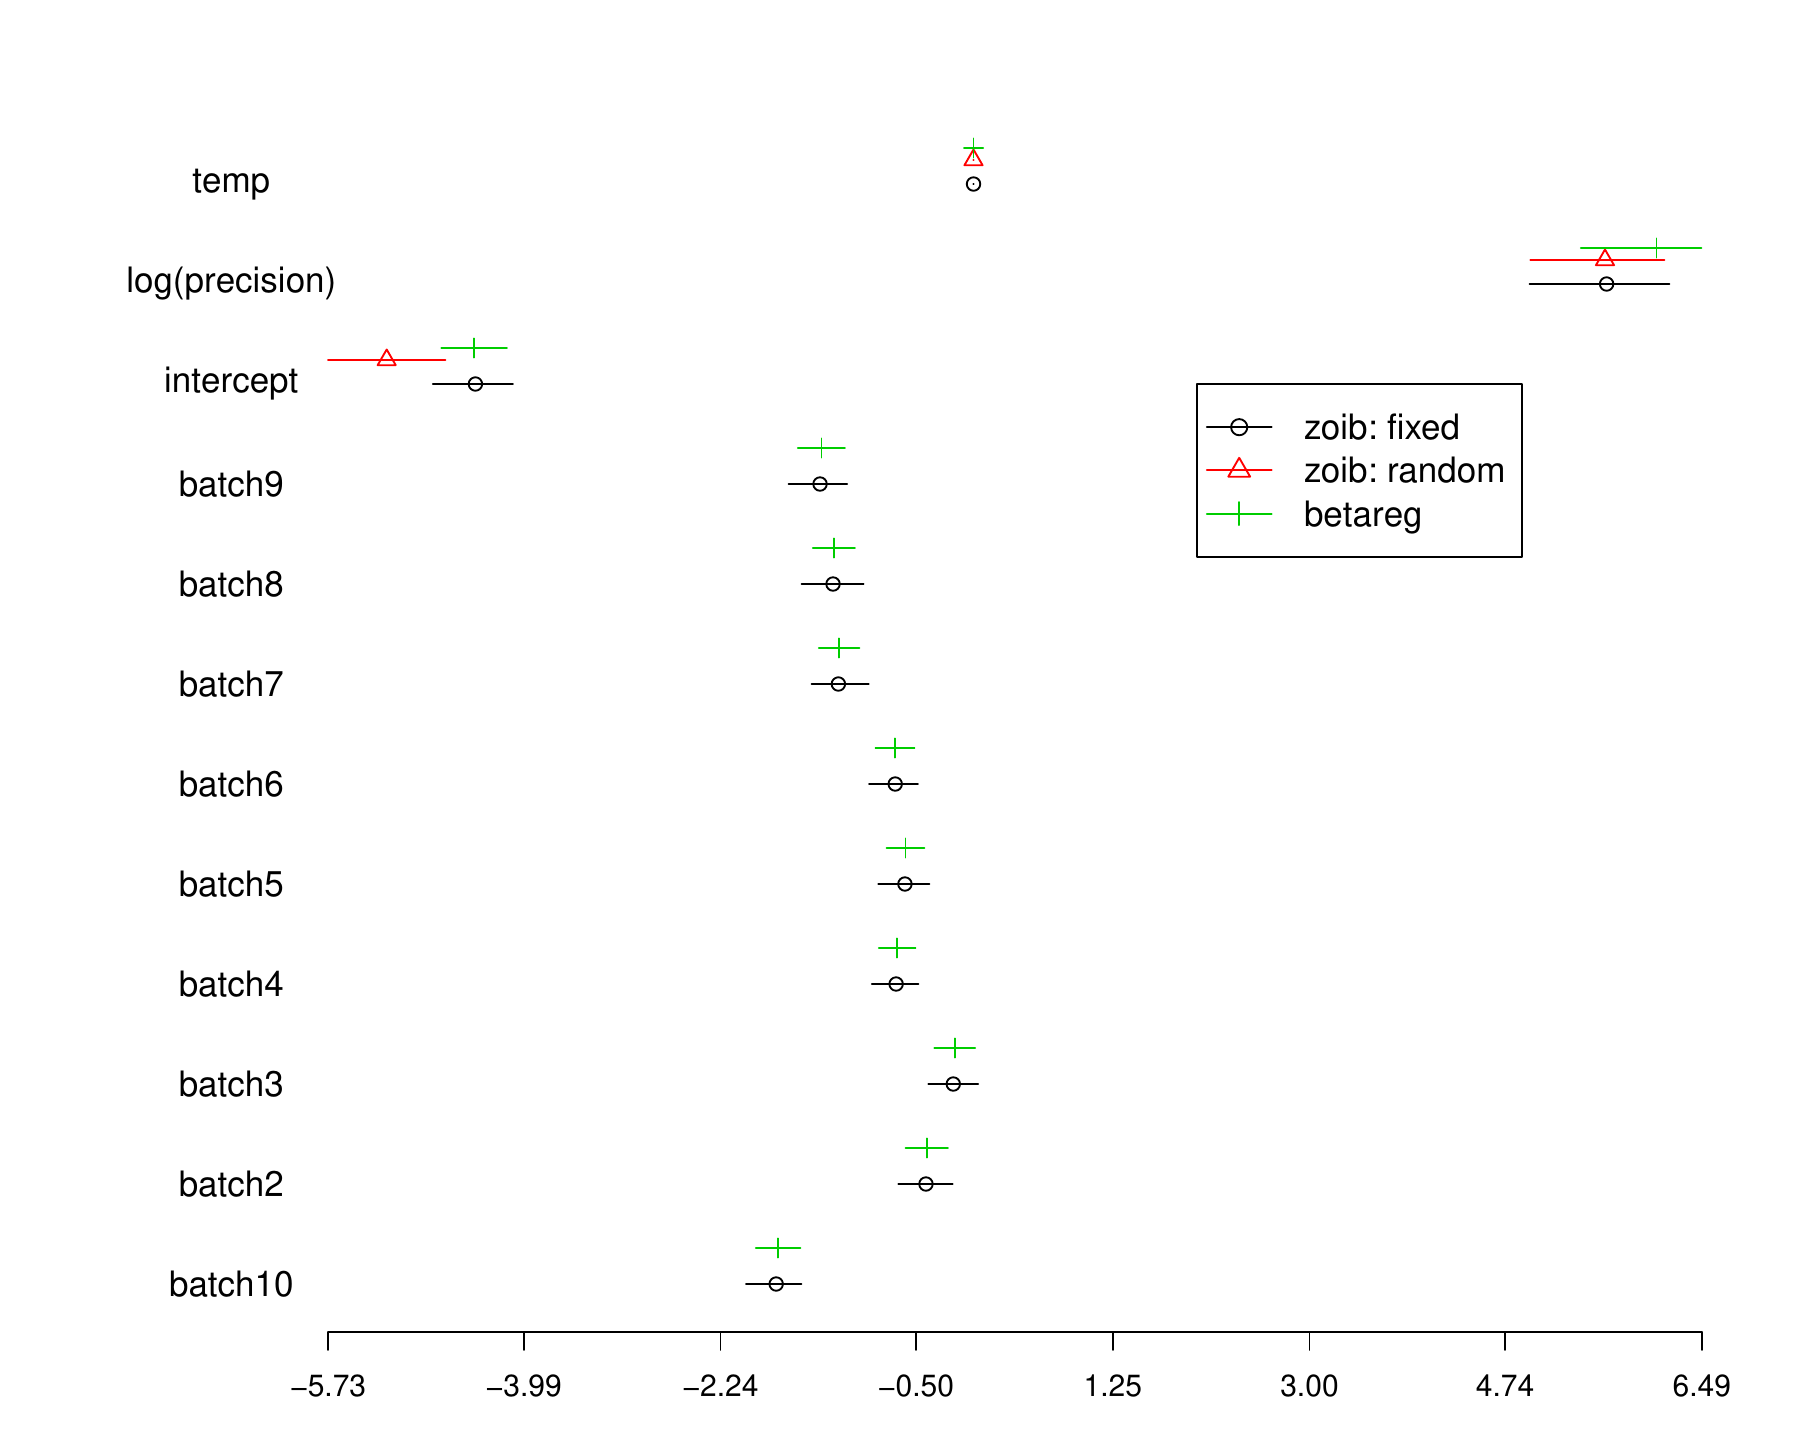 temp
log(precision)
intercept
batch9
batch8
batch7
batch6
batch5
batch4
batch3
batch2
batch10
zoib: fixed
zoib: random
betareg
−5.73 −3.99 −2.24 −0.50 1.25 3.00 4.74 6.49